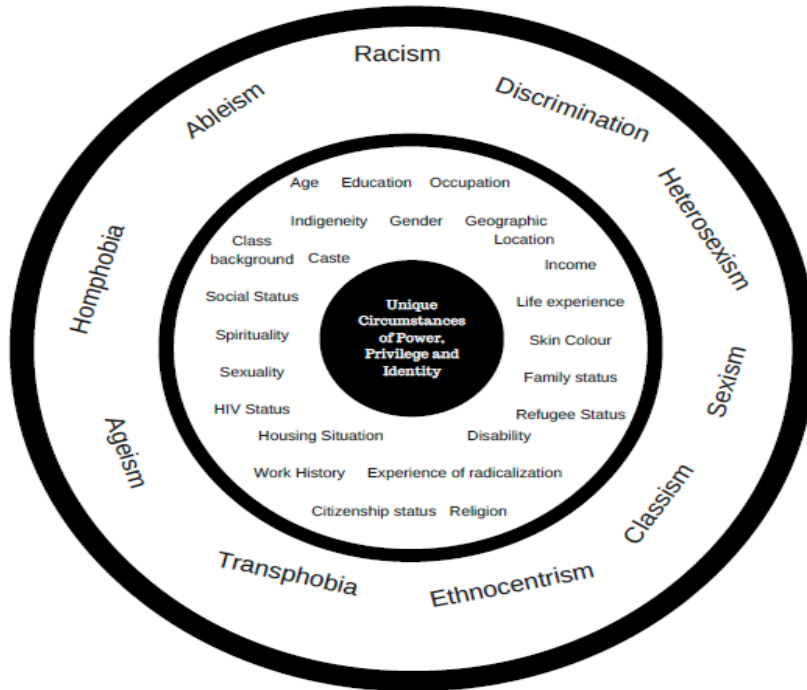 Racism
Ableism
Discrimination
Heterosexism
Homphobia
Sexism
Ageism
Classism
Transphobia
Ethnocentrism
Age Education Occupation
Indigeneity Gender Geographic
Location
Class
background Caste
Income
Social Status
Life experience
Spirituality
Skin Colour
Sexuality
Family status
HIV Status
Refugee Status
Housing Situation Disability
Work History Experience of radicalization
Citizenship status Religion
Unique
Circumstances
of Power,
Privilege and
Identity